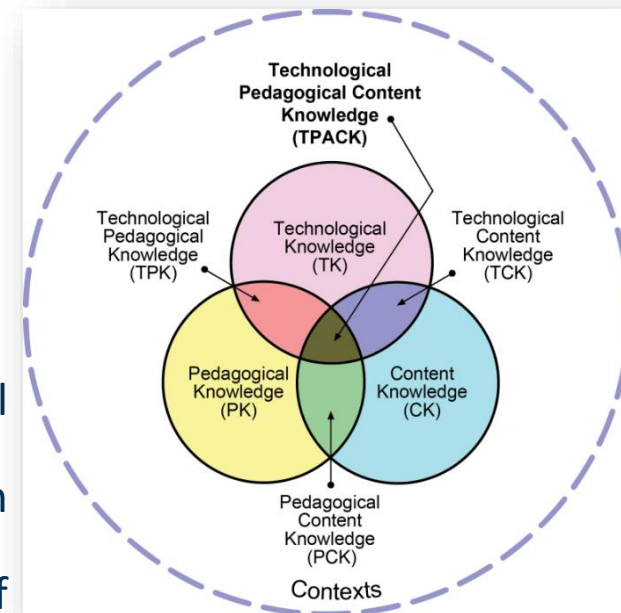 Technological
Pedagogical Content
Knowledge
(TPACK)
Technological
Pedagogical
Knowledge
(TPK)
Technological
Knowledge
(TK)
Technological
Content
Knowledge
(TCK)
Pedagogical
Knowledge
(PK)
Content
Knowledge
(CK)
Pedagogical
Content
Knowledge
(PCK)
Contexts